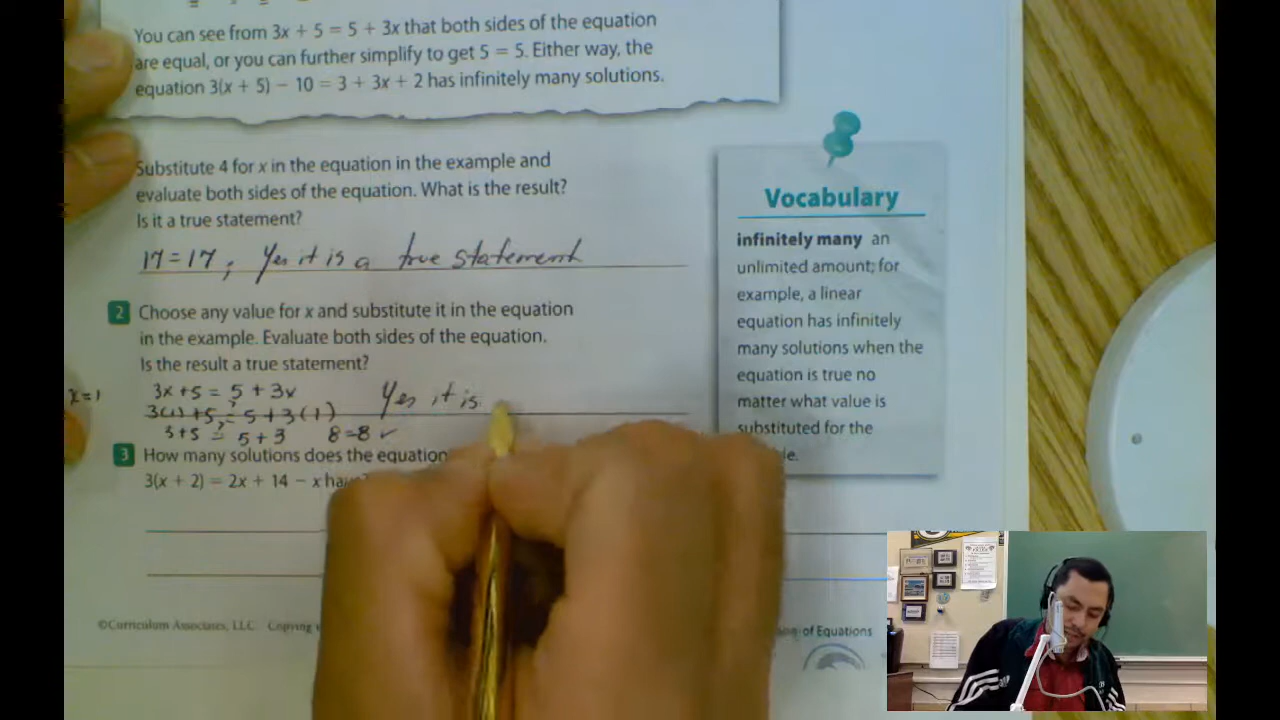 You can see from 3x + 5 = 5 + 3x that both sides of the equation
are equal, or you can further simplify to get 5 = 5. Either way, the
equation 3(x + 5) − 10 = 3 + 3x + 2 has infinitely many solutions.
Substitute 4 for x in the equation in the example and
evaluate both sides of the equation. What is the result?
Is it a true statement?
17 = 17 ; Yes it is a true statement
2 Choose any value for x and substitute it in the equation
in the example. Evaluate both sides of the equation.
Is the result a true statement?
x=1 3x + 5 = 5 + 3x Yes it is
3(1) + 5 = 5 + 3(1)
3+5 = 5 + 3 8 = 8 ✓
3 How many solutions does the equation
3(x + 2) = 2x + 14 − x
©Curriculum Associates, LLC Copying
of Equations
Vocabulary
infinitely many an
unlimited amount; for
example, a linear
equation has infinitely
many solutions when the
equation is true no
matter what value is
substituted for the